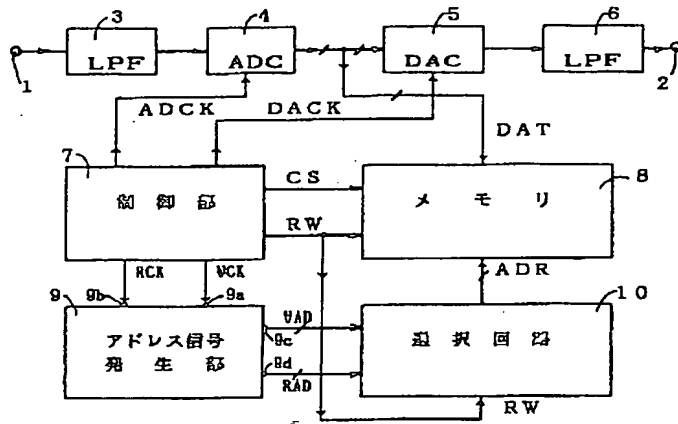 3
4
5
6
LPF
ADC
DAC
LPF
1
2
ADCK
DACK
DAT
7
CS
8
制御部
メモリ
RW
RCK
WCK
ADR
9
9b
9a
10
WAD
アドレス信号
発生部
9c
選択回路
9d
RAD
RW